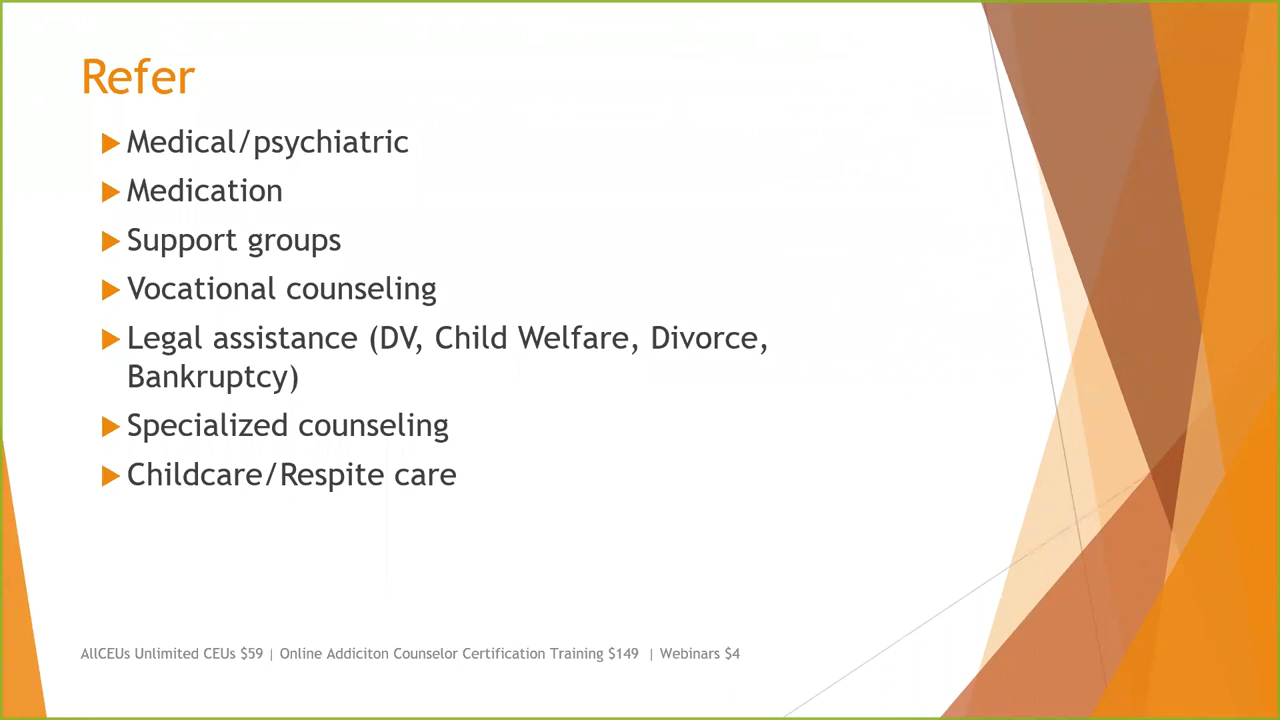 Refer
Medical/psychiatric
Medication
Support groups
Vocational counseling
Legal assistance (DV, Child Welfare, Divorce,
Bankruptcy)
Specialized counseling
Childcare/Respite care
AllCEUs Unlimited CEUs $59 | Online Addiciton Counselor Certification Training $149 | Webinars $4